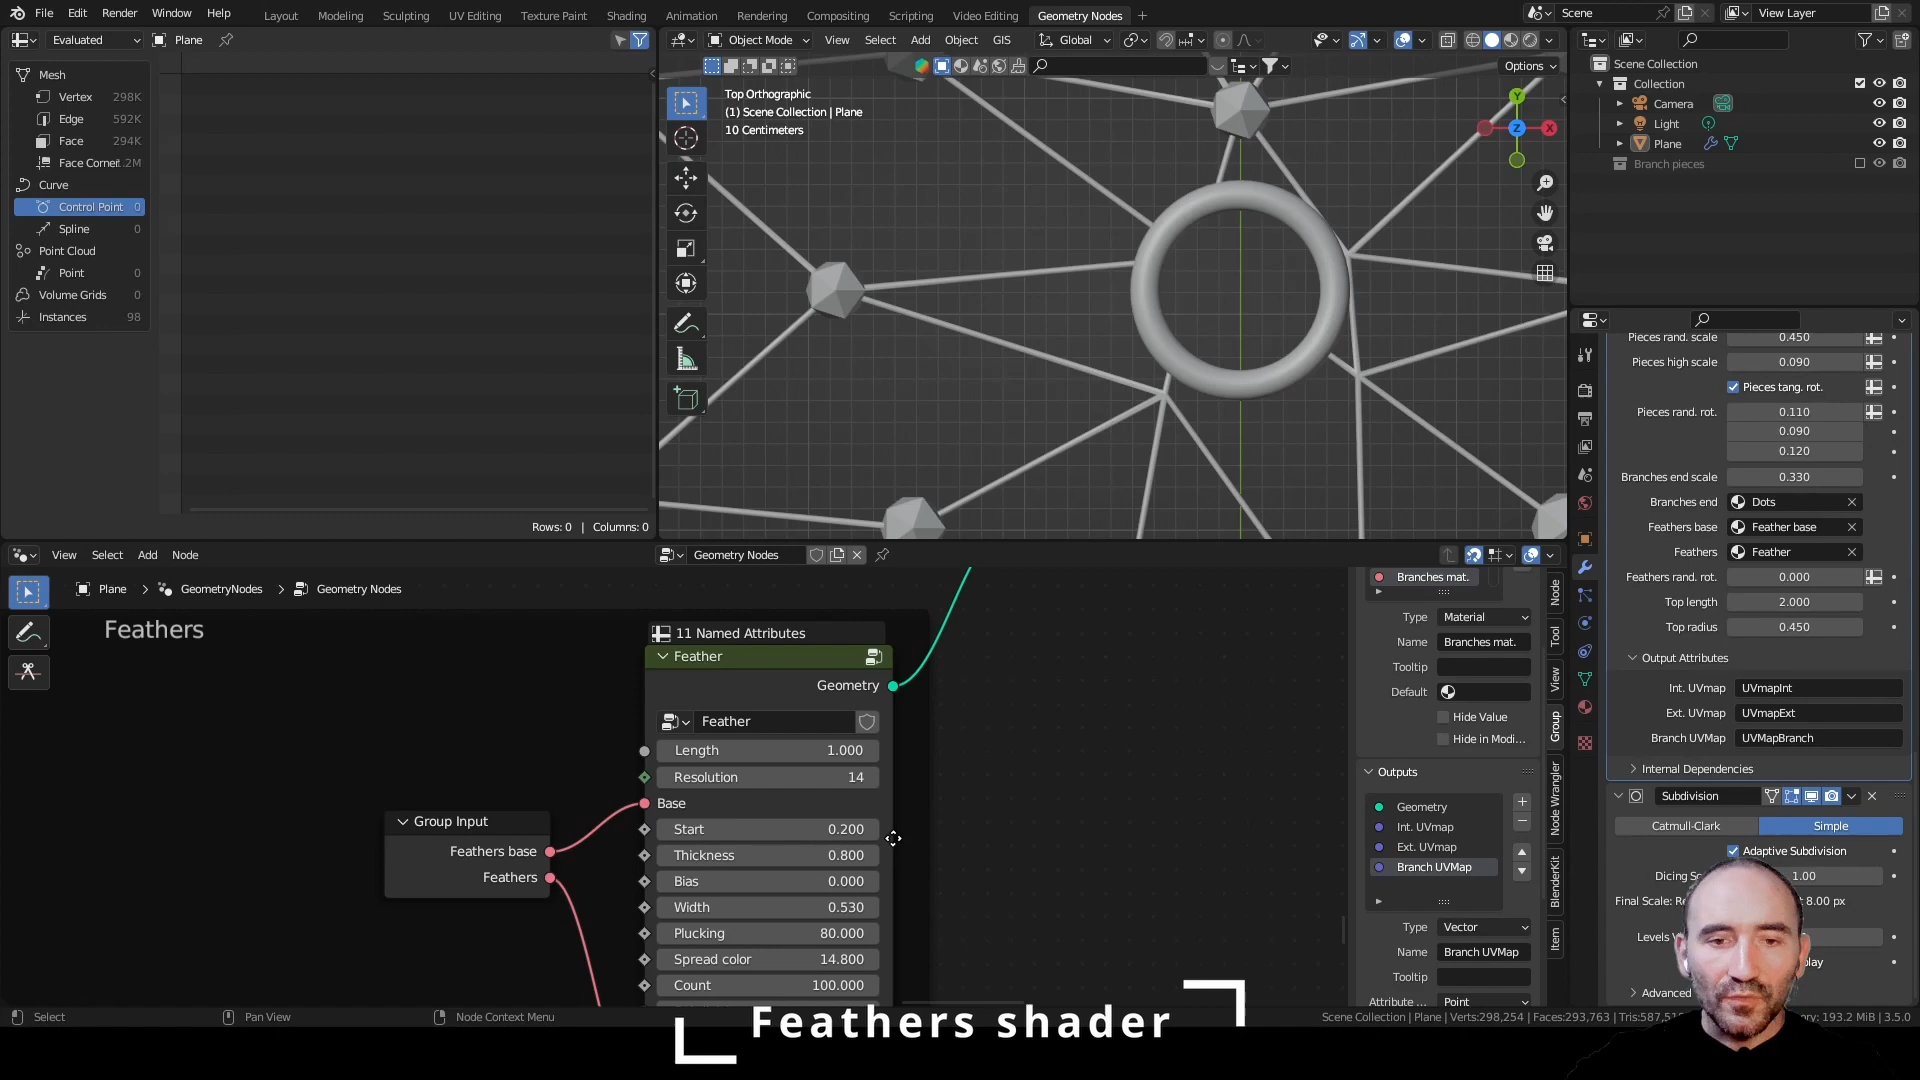 File Edit Render Window Help Layout Modeling Sculpting UV Editing Texture Paint Shading Animation Rendering Compositing Scripting Video Editing Geometry Nodes + Scene View Layer
Evaluated Plane
Mesh
Vertex 298K
Edge 592K
Face 294K
Face Corner .2M
Curve
Control Point 0
Spline 0
Point Cloud
Point 0
Volume Grids 0
Instances 98
Rows: 0 | Columns: 0
Object Mode View Select Add Object GIS Global
Options
Top Orthographic
(1) Scene Collection | Plane
10 Centimeters
Y
Z
X
Scene Collection
Collection
Camera
Light
Plane
Branch pieces
Pieces rand. scale 0.450
Pieces high scale 0.090
Pieces tang. rot.
Pieces rand. rot. 0.110
0.090
0.120
Branches end scale 0.330
Branches end Dots
Feathers base Feather base
Feathers Feather
Feathers rand. rot. 0.000
Top length 2.000
Top radius 0.450
Output Attributes
Int. UVmap UVmapInt
Ext. UVmap UVmapExt
Branch UVMap UVMapBranch
Internal Dependencies
Subdivision
Catmull-Clark Simple
Adaptive Subdivision
Dicing 1.00
Final Scale: 8.00 px
Levels
Advanced
View Select Add Node Geometry Nodes
Plane GeometryNodes Geometry Nodes
Feathers
11 Named Attributes
Feather
Geometry
Feather
Length 1.000
Resolution 14
Base
Start 0.200
Thickness 0.800
Bias 0.000
Width 0.530
Plucking 80.000
Spread color 14.800
Count 100.000
Group Input
Feathers base
Feathers
Branches mat.
Type Material
Name Branches mat.
Tooltip
Default
Hide Value
Hide in Modi...
Outputs
Geometry
Int. UVmap
Ext. UVmap
Branch UVMap
Type Vector
Name Branch UVMap
Tooltip
Attribute ... Point
Node
Tool
View
Group
Node Wrangler
BlenderKit
Item
Select Pan View Node Context Menu
Scene Collection | Plane | Verts:298,254 | Faces:293,763 | 193.2 MiB | 3.5.0
Feathers shader